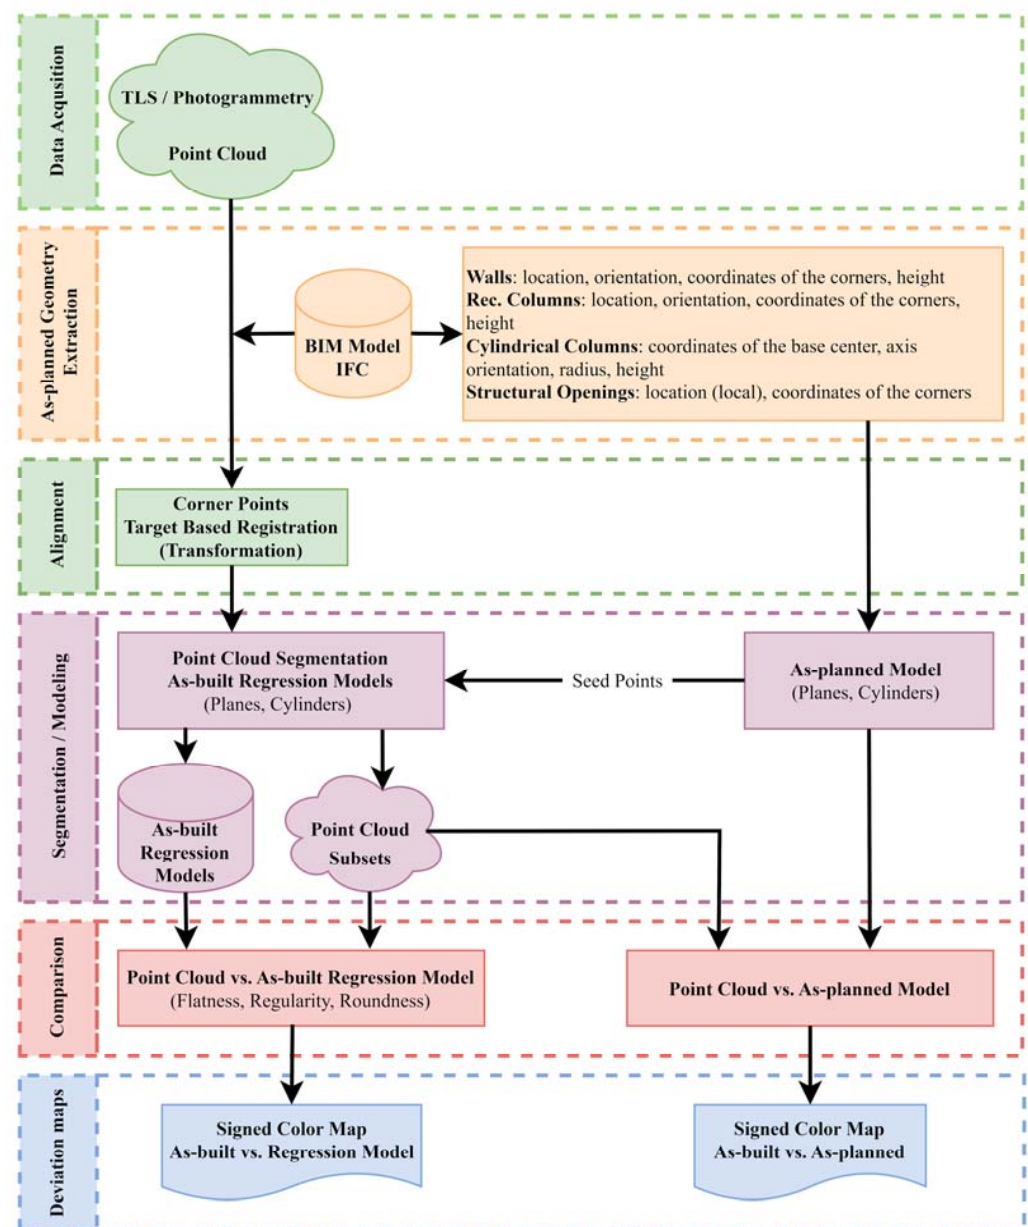 Data Acqusition
TLS / Photogrammetry
Point Cloud
As-planned Geometry
Extraction
BIM Model
IFC
Walls: location, orientation, coordinates of the corners, height
Rec. Columns: location, orientation, coordinates of the corners,
height
Cylindrical Columns: coordinates of the base center, axis
orientation, radius, height
Structural Openings: location (local), coordinates of the corners
Alignment
Corner Points
Target Based Registration
(Transformation)
Segmentation / Modeling
Point Cloud Segmentation
As-built Regression Models
(Planes, Cylinders)
Seed Points
As-planned Model
(Planes, Cylinders)
As-built
Regression
Models
Point Cloud
Subsets
Comparison
Point Cloud vs. As-built Regression Model
(Flatness, Regularity, Roundness)
Point Cloud vs. As-planned Model
Deviation maps
Signed Color Map
As-built vs. Regression Model
Signed Color Map
As-built vs. As-planned